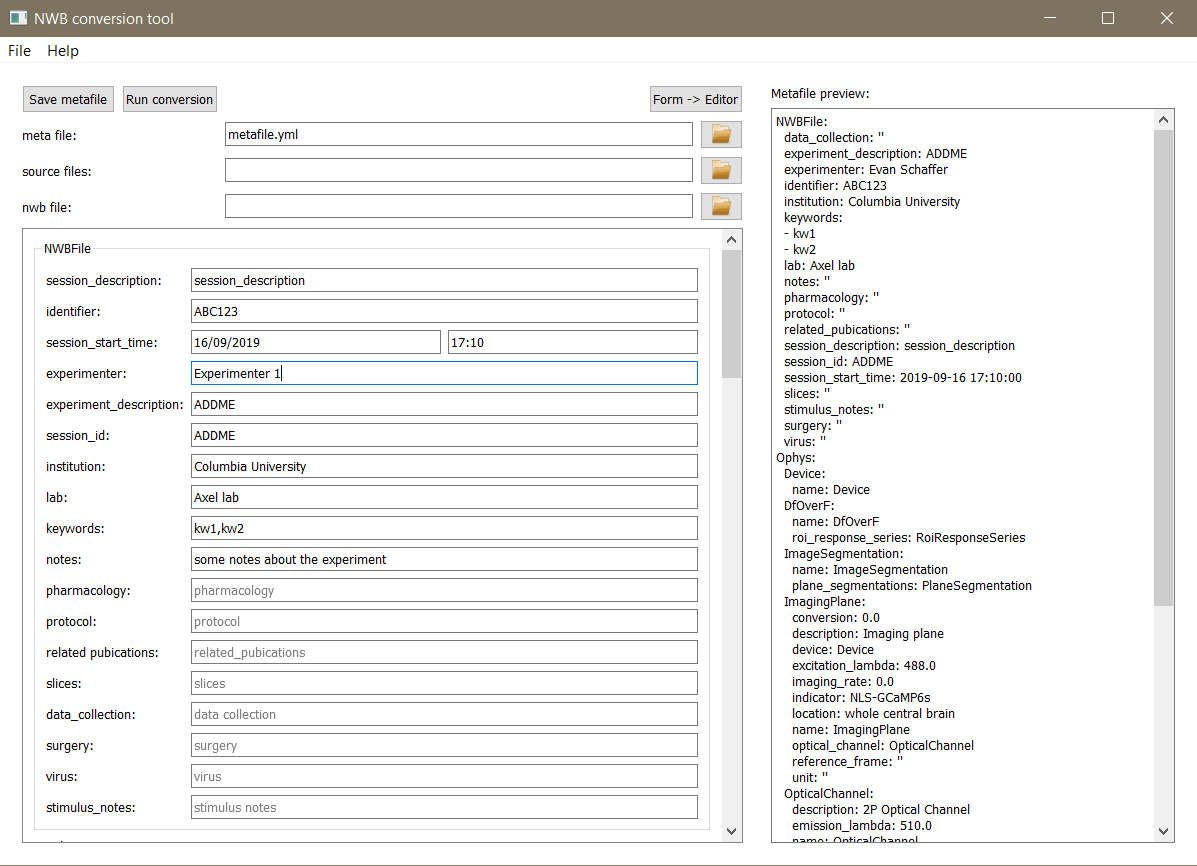 NWB conversion tool
File Help
Save metafile Run conversion Form -> Editor
meta file: metafile.yml
source files:
nwb file:
NWBFile
session_description: session_description
identifier: ABC123
session_start_time: 16/09/2019 17:10
experimenter: Experimenter 1
experiment_description: ADDME
session_id: ADDME
institution: Columbia University
lab: Axel lab
keywords: kw1,kw2
notes: some notes about the experiment
pharmacology: pharmacology
protocol: protocol
related pubications: related_pubications
slices: slices
data_collection: data collection
surgery: surgery
virus: virus
stimulus_notes: stimulus notes
Metafile preview:
NWBFile:
data_collection: ''
experiment_description: ADDME
experimenter: Evan Schaffer
identifier: ABC123
institution: Columbia University
keywords:
- kw1
- kw2
lab: Axel lab
notes: ''
pharmacology: ''
protocol: ''
related_pubications: ''
session_description: session_description
session_id: ADDME
session_start_time: 2019-09-16 17:10:00
slices: ''
stimulus_notes: ''
surgery: ''
virus: ''
Ophys:
Device:
name: Device
DfOverF:
name: DfOverF
roi_response_series: RoiResponseSeries
ImageSegmentation:
name: ImageSegmentation
plane_segmentations: PlaneSegmentation
ImagingPlane:
conversion: 0.0
description: Imaging plane
device: Device
excitation_lambda: 488.0
imaging_rate: 0.0
indicator: NLS-GCaMP6s
location: whole central brain
name: ImagingPlane
optical_channel: OpticalChannel
reference_frame: ''
unit: ''
OpticalChannel:
description: 2P Optical Channel
emission_lambda: 510.0
name: OpticalChannel